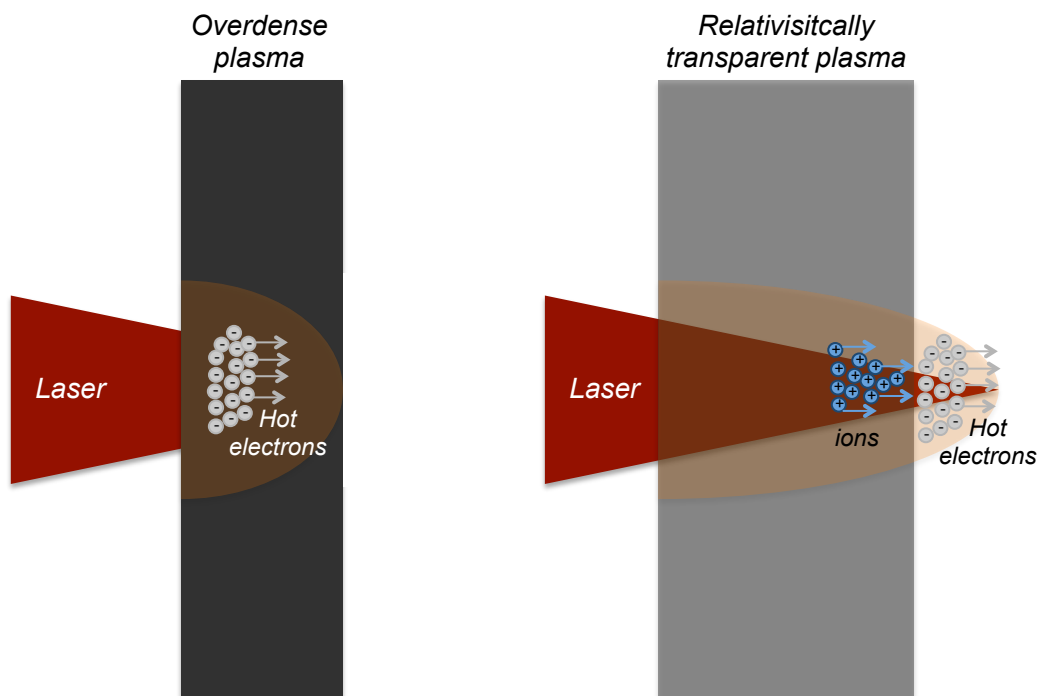 Overdense
plasma
Relativisitcally
transparent plasma
Laser
Hot
electrons
Laser
ions
Hot
electrons